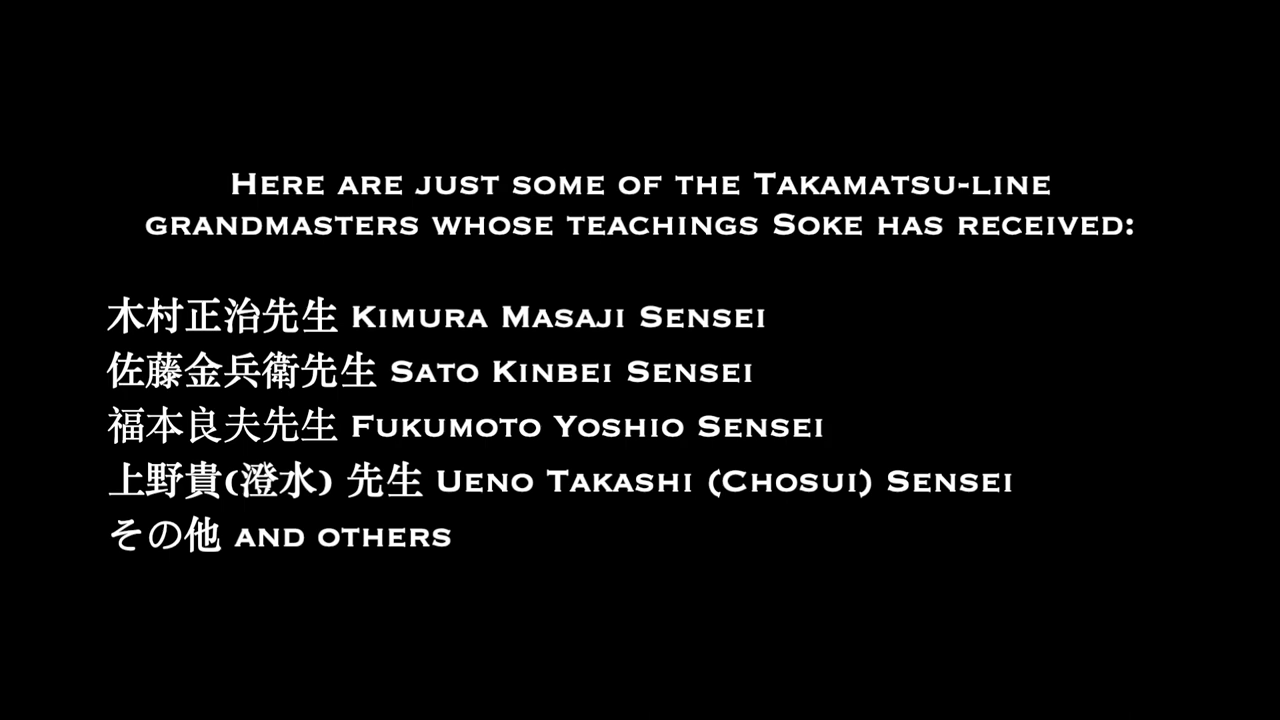 Here are just some of the Takamatsu-line
grandmasters whose teachings Soke has received:
木村正治先生 Kimura Masaji Sensei
佐藤金兵衛先生 Sato Kinbei Sensei
福本良夫先生 Fukumoto Yoshio Sensei
上野貴(澄水) 先生 Ueno Takashi (Chosui) Sensei
その他 and others